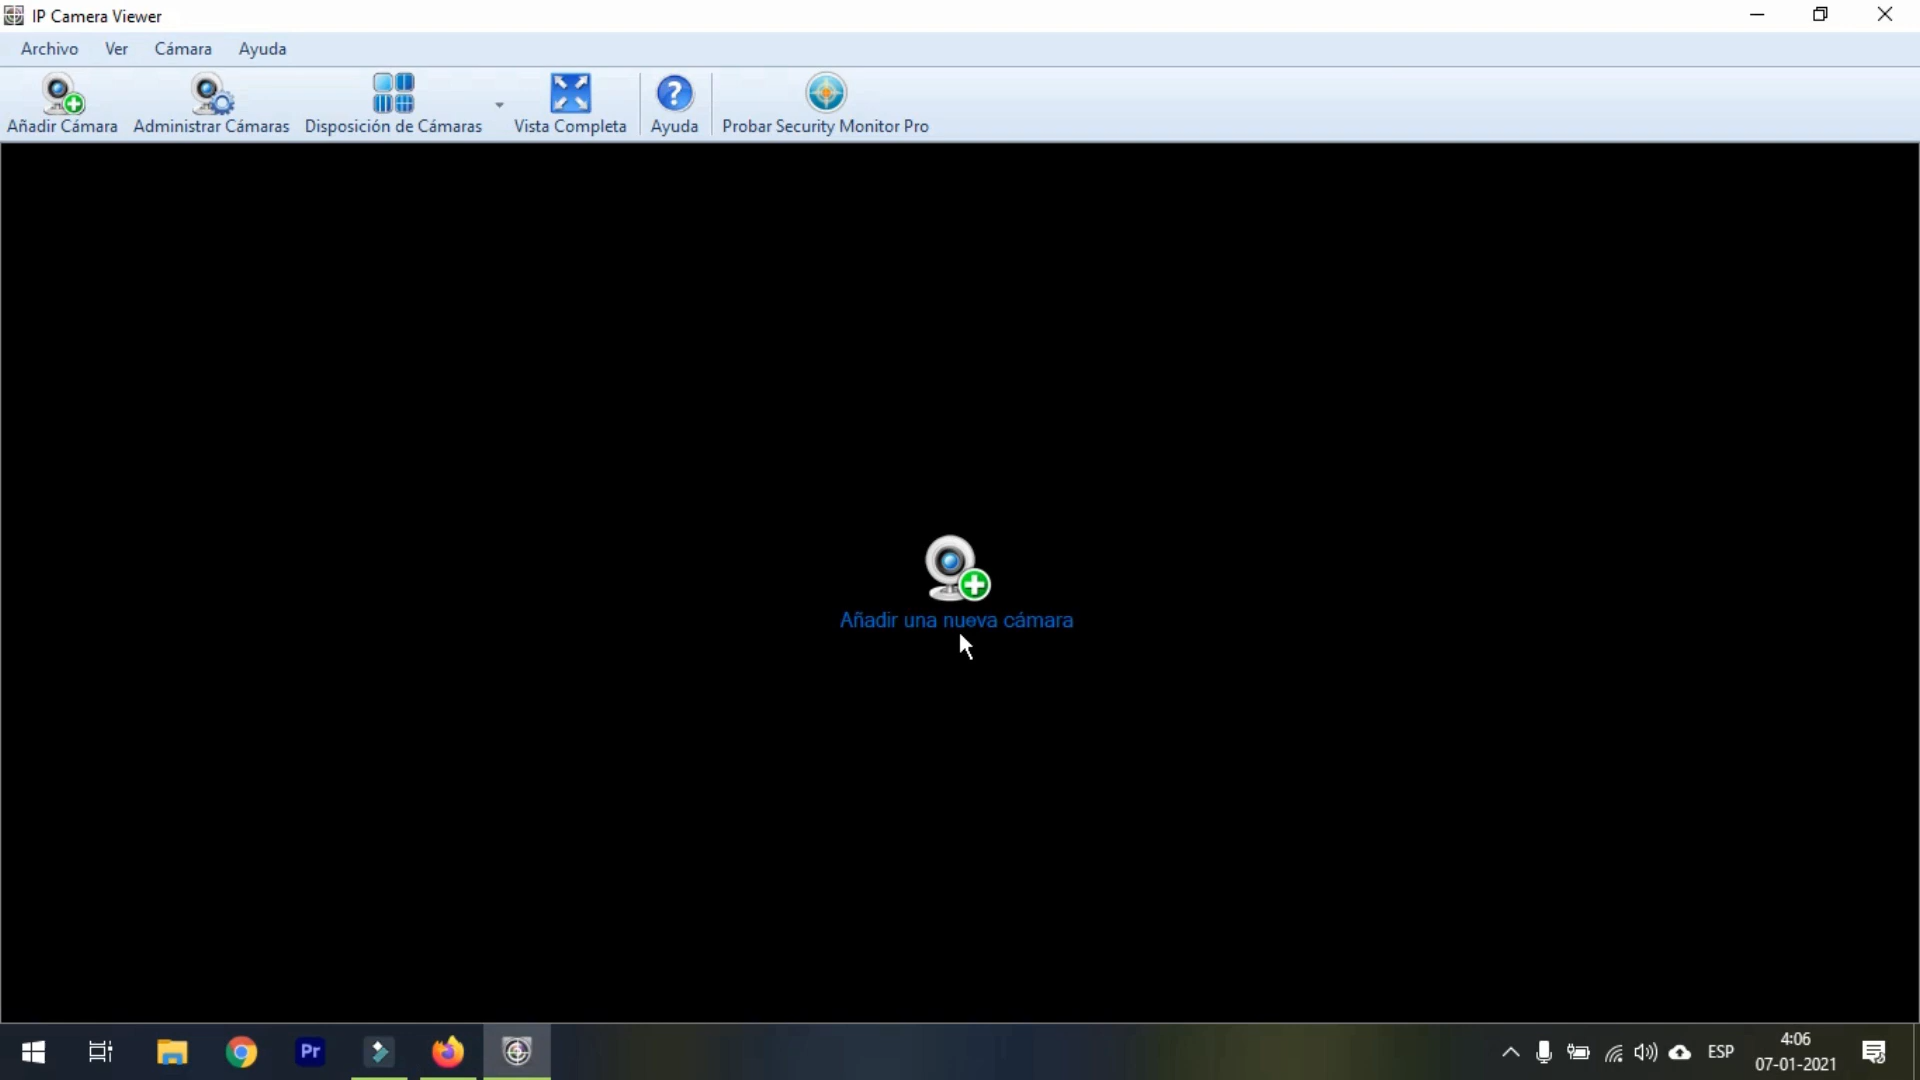 IP Camera Viewer
Archivo Ver Cámara Ayuda
Añadir Cámara Administrar Cámaras Disposición de Cámaras Vista Completa Ayuda Probar Security Monitor Pro
Añadir una nueva cámara
Pr
ESP
4:06
07-01-2021